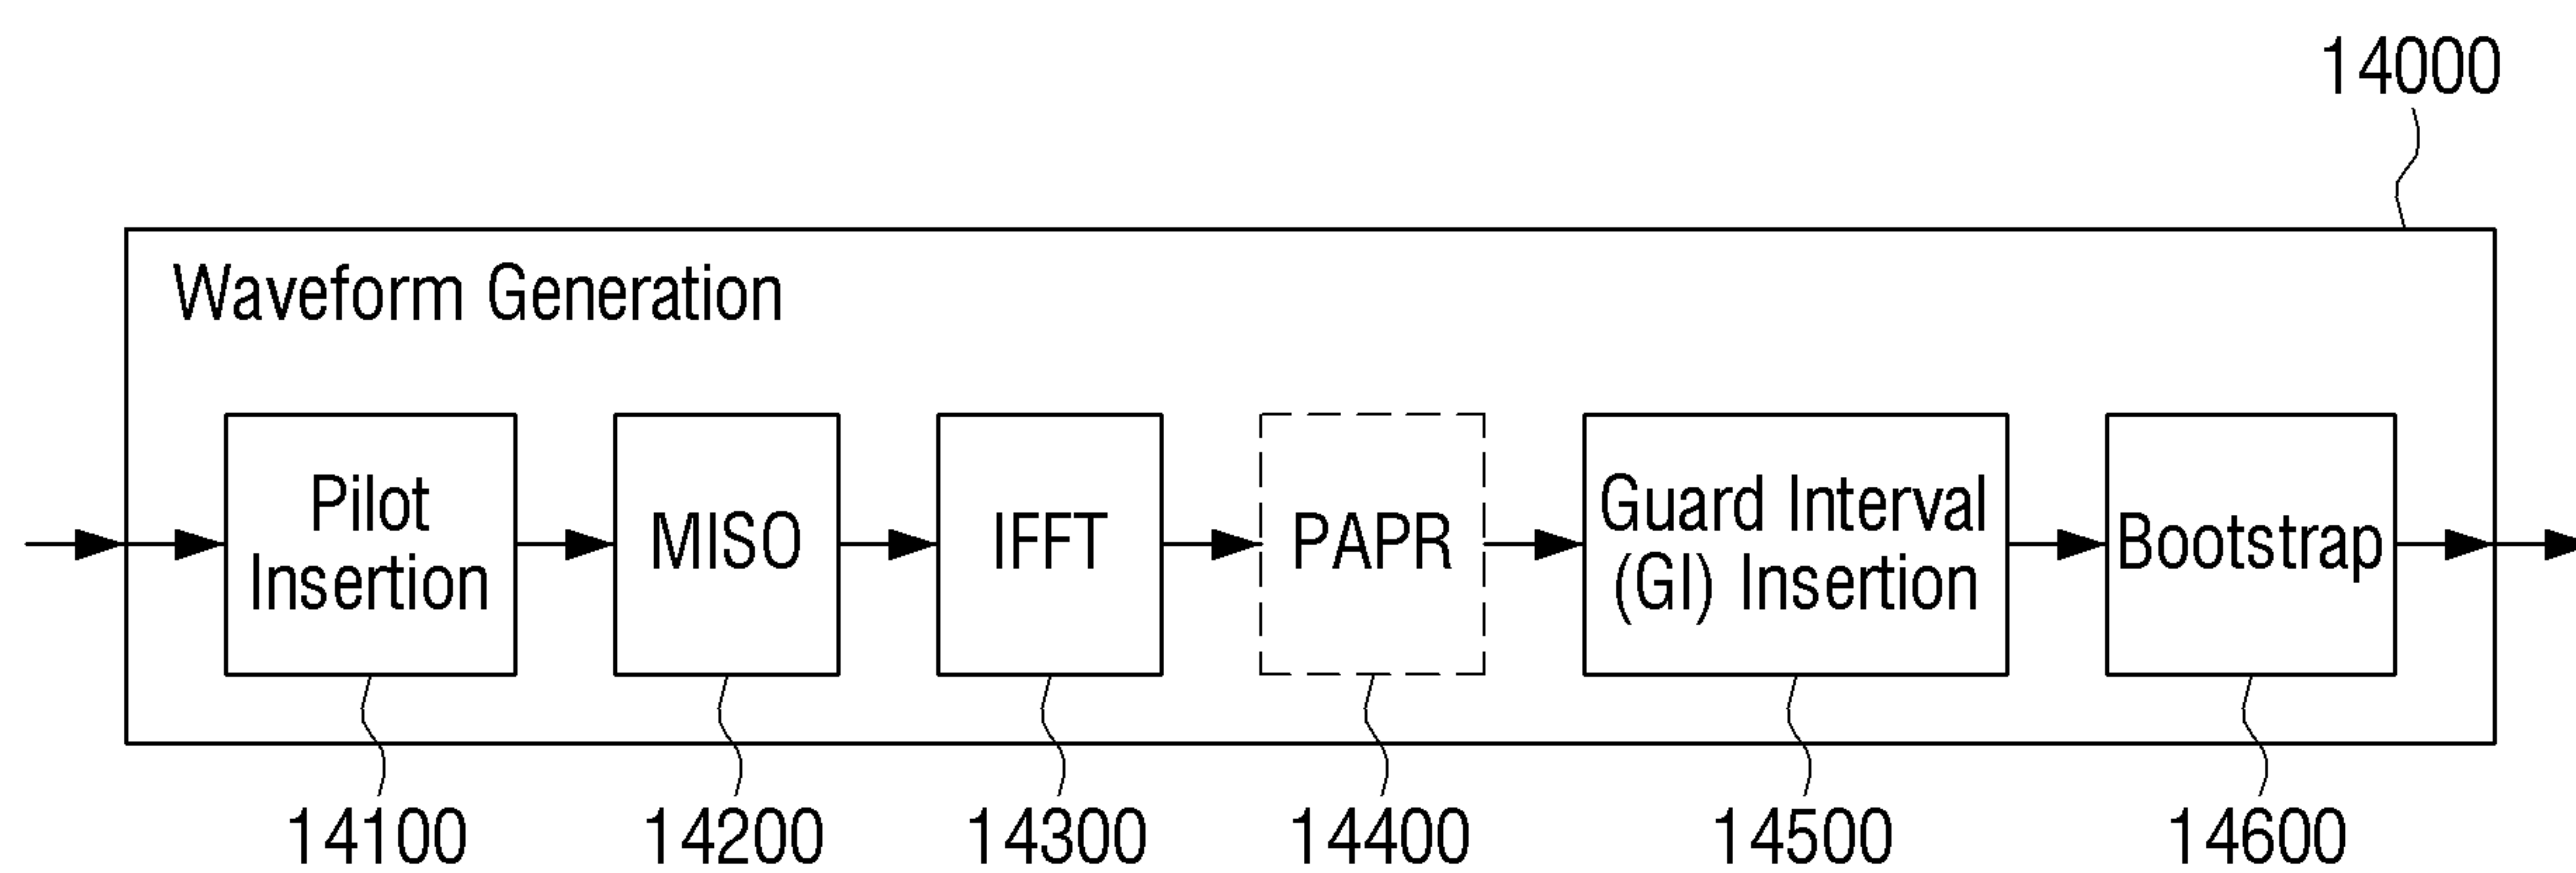 14000
Waveform Generation
Pilot
Insertion
MISO
IFFT
PAPR
Guard Interval
(GI) Insertion
Bootstrap
14100
14200
14300
14400
14500
14600